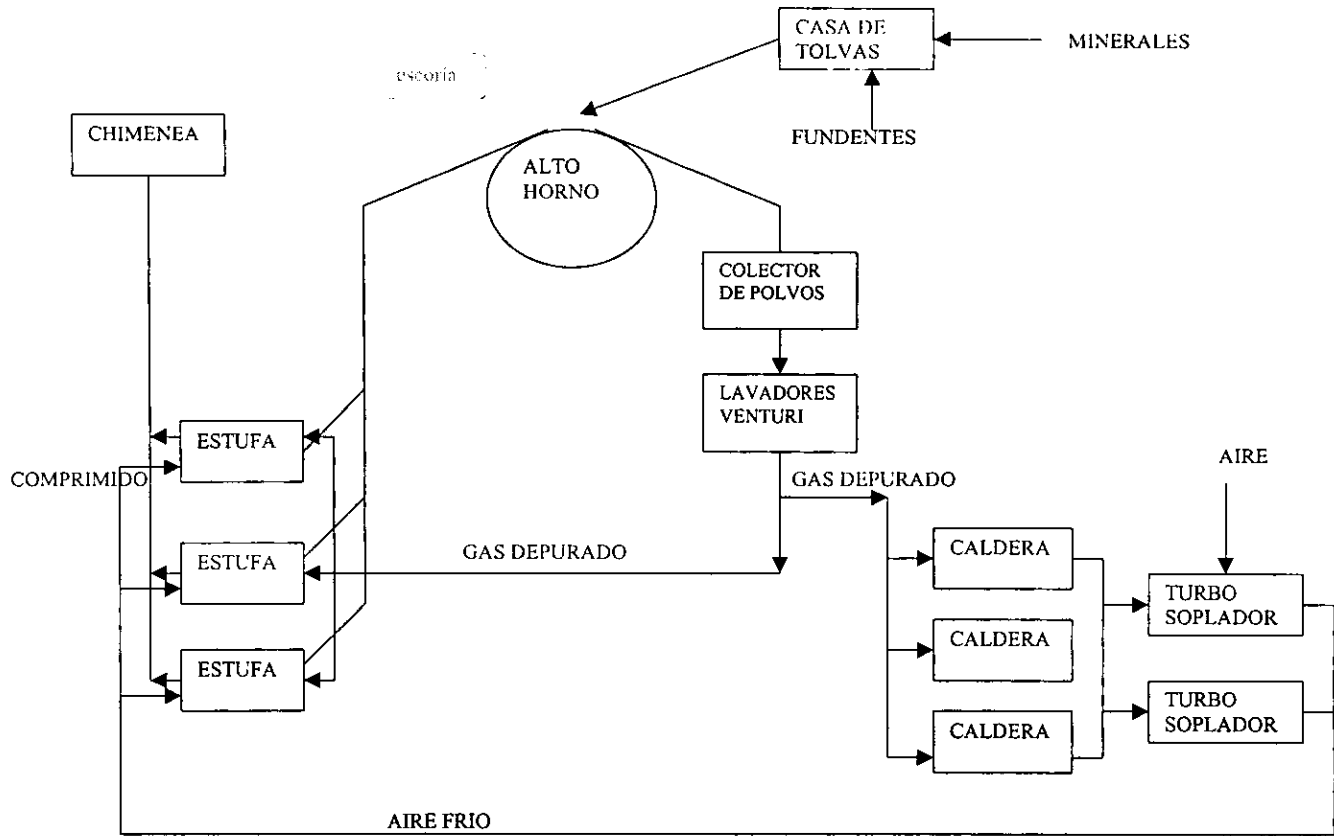 CASA DE
TOLVAS
MINERALES
escoria
FUNDENTES
CHIMENEA
ALTO
HORNO
COLECTOR
DE POLVOS
LAVADORES
VENTURI
ESTUFA
COMPRIMIDO
GAS DEPURADO
AIRE
ESTUFA
GAS DEPURADO
CALDERA
TURBO
SOPLADOR
CALDERA
ESTUFA
CALDERA
TURBO
SOPLADOR
AIRE FRIO